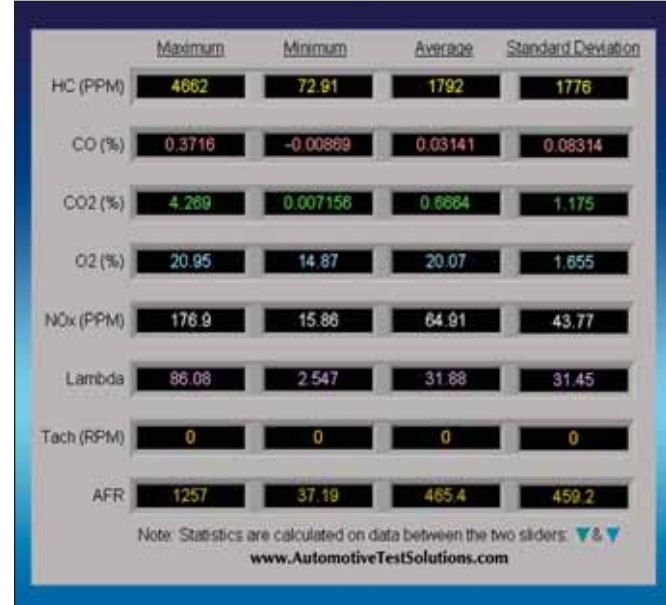 Maximum Minimum Average Standard Deviation
HC (PPM) 4662 72.91 1792 1776
CO (%) 0.3716 -0.00869 0.03141 0.08314
CO2 (%) 4.269 0.007156 0.6664 1.175
O2 (%) 20.95 14.87 20.07 1.655
NOx (PPM) 176.9 15.86 64.91 43.77
Lambda 86.08 2.547 31.88 31.45
Tach (RPM) 0 0 0 0
AFR 1257 37.19 465.4 459.2
Note: Statistics are calculated on data between the two sliders: & 
www.AutomotiveTestSolutions.com